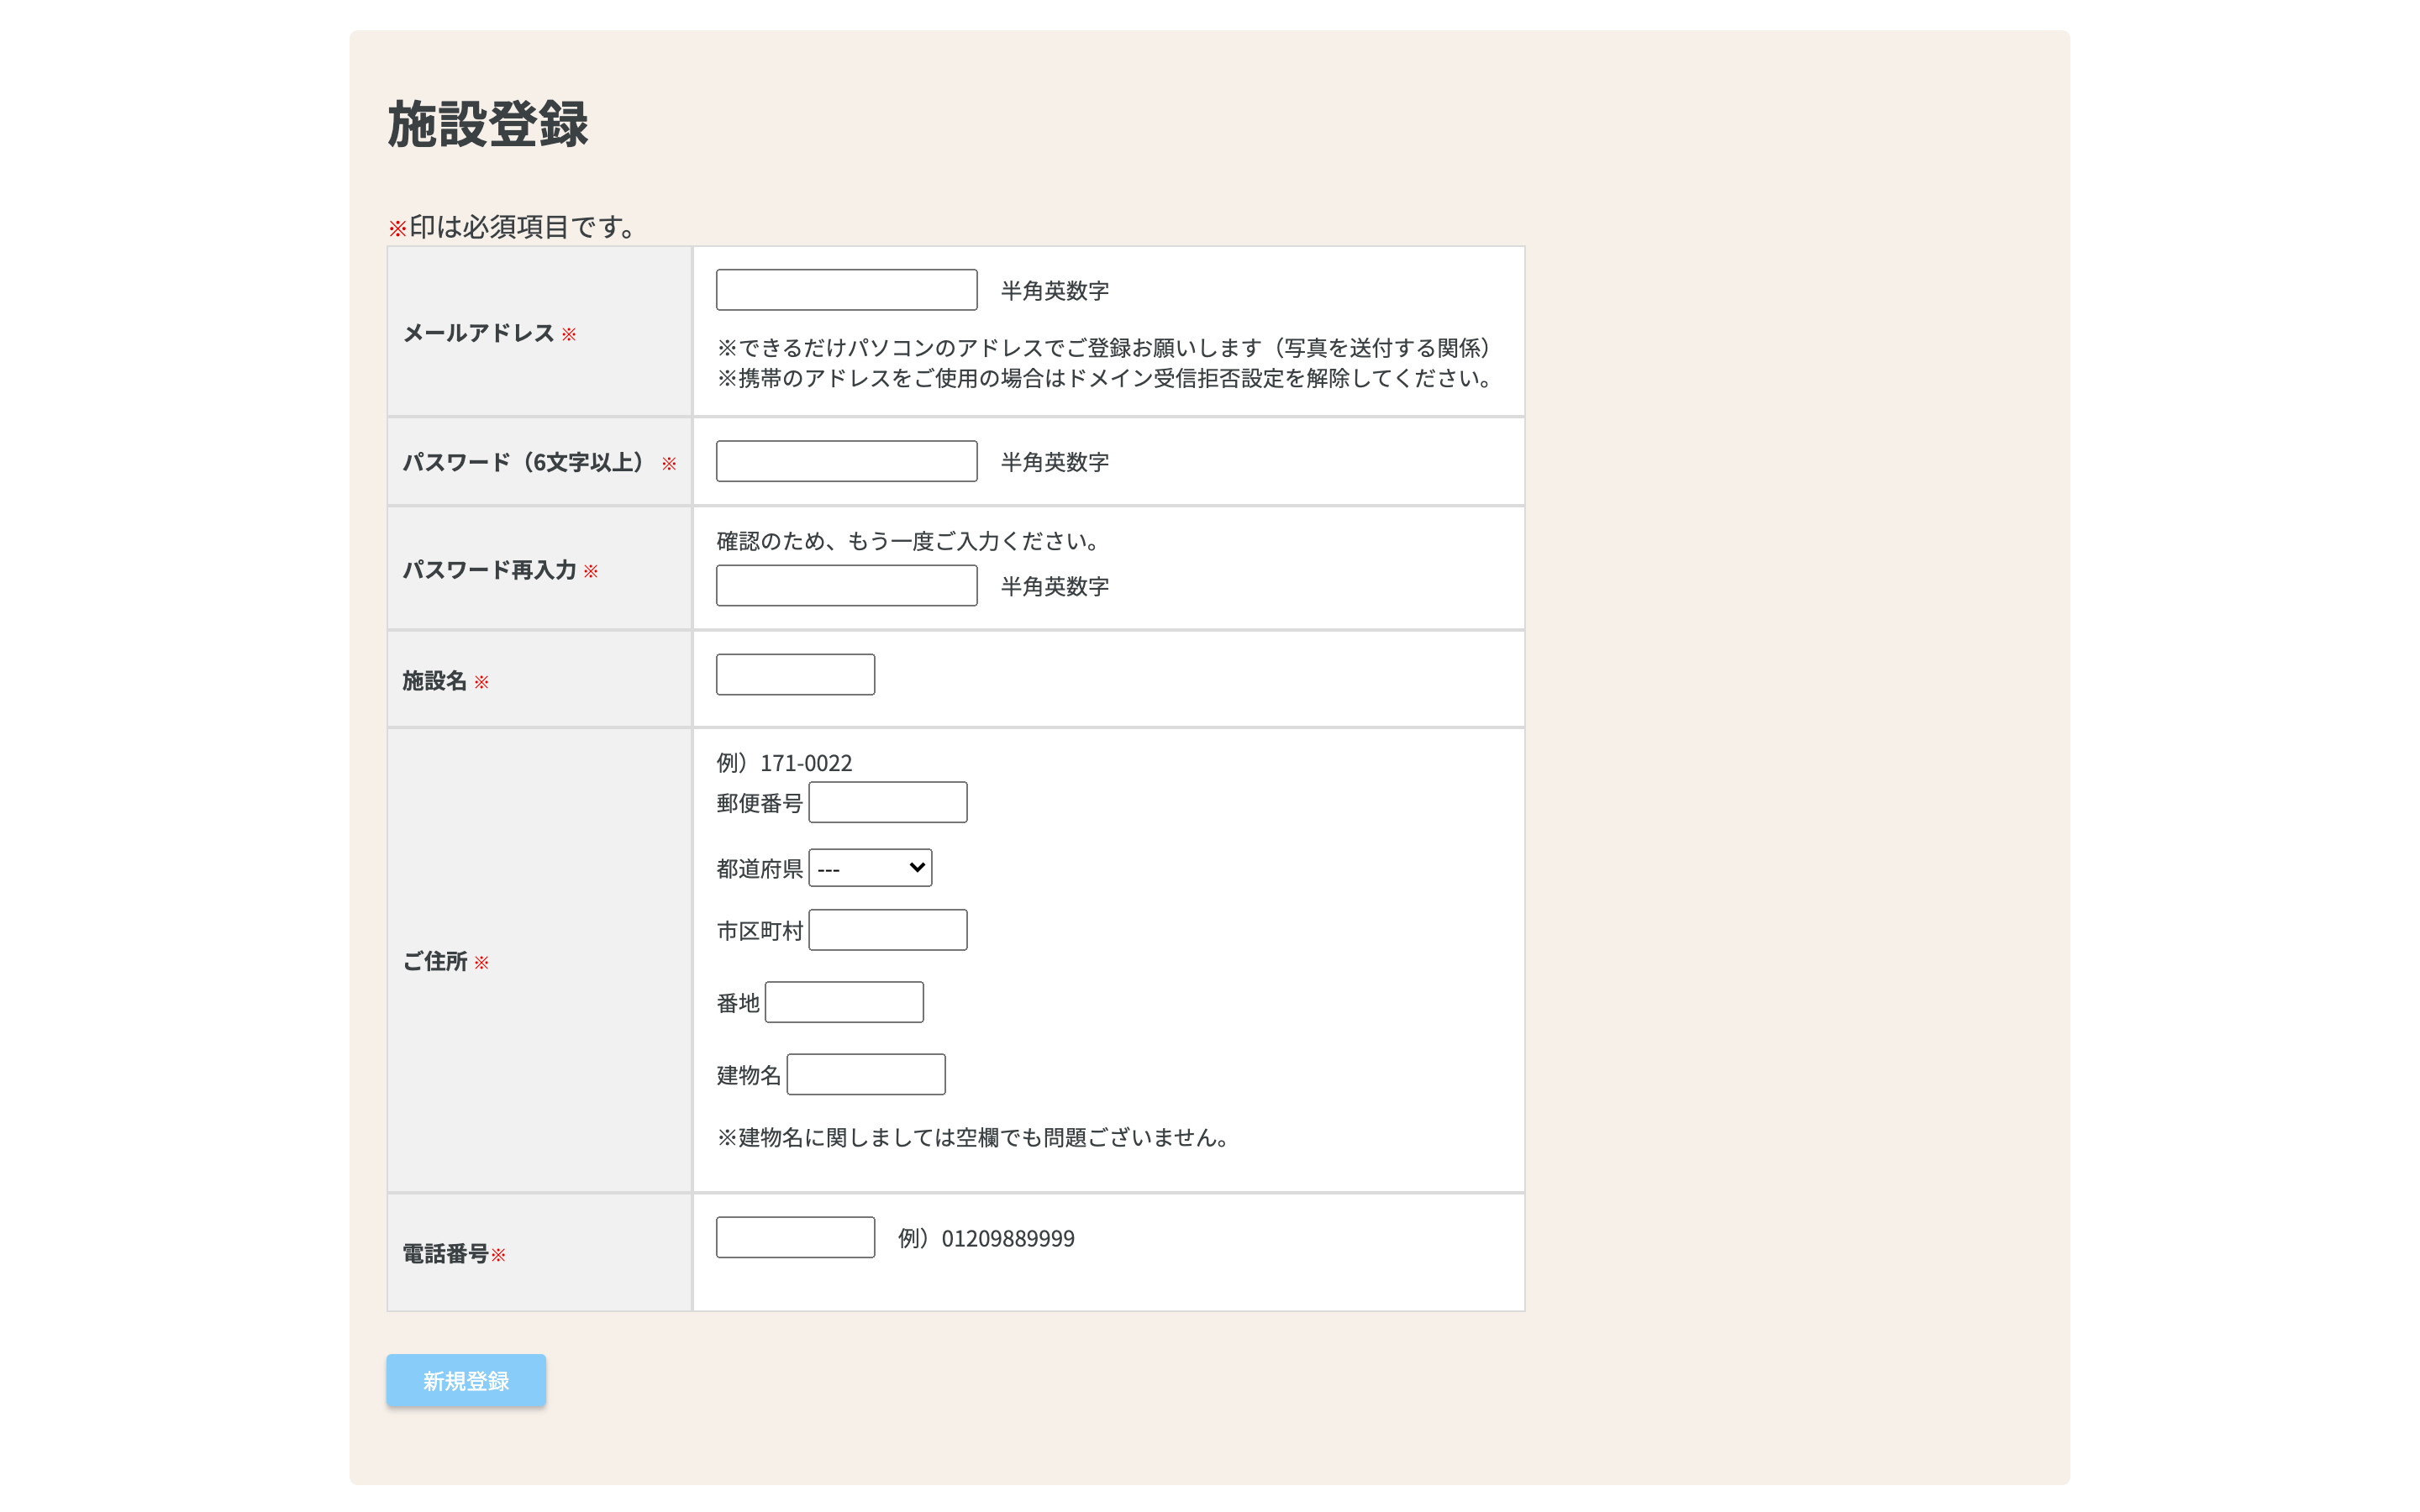 施設登録
※印は必須項目です。
メールアドレス ※
半角英数字
※できるだけパソコンのアドレスでご登録お願いします（写真を送付する関係）
※携帯のアドレスをご使用の場合はドメイン受信拒否設定を解除してください。
パスワード（6文字以上） ※
半角英数字
パスワード再入力 ※
確認のため、もう一度ご入力ください。
半角英数字
施設名 ※
ご住所 ※
例）171-0022
郵便番号
都道府県 ---
市区町村
番地
建物名
※建物名に関しましては空欄でも問題ございません。
電話番号※
例）01209889999
新規登録